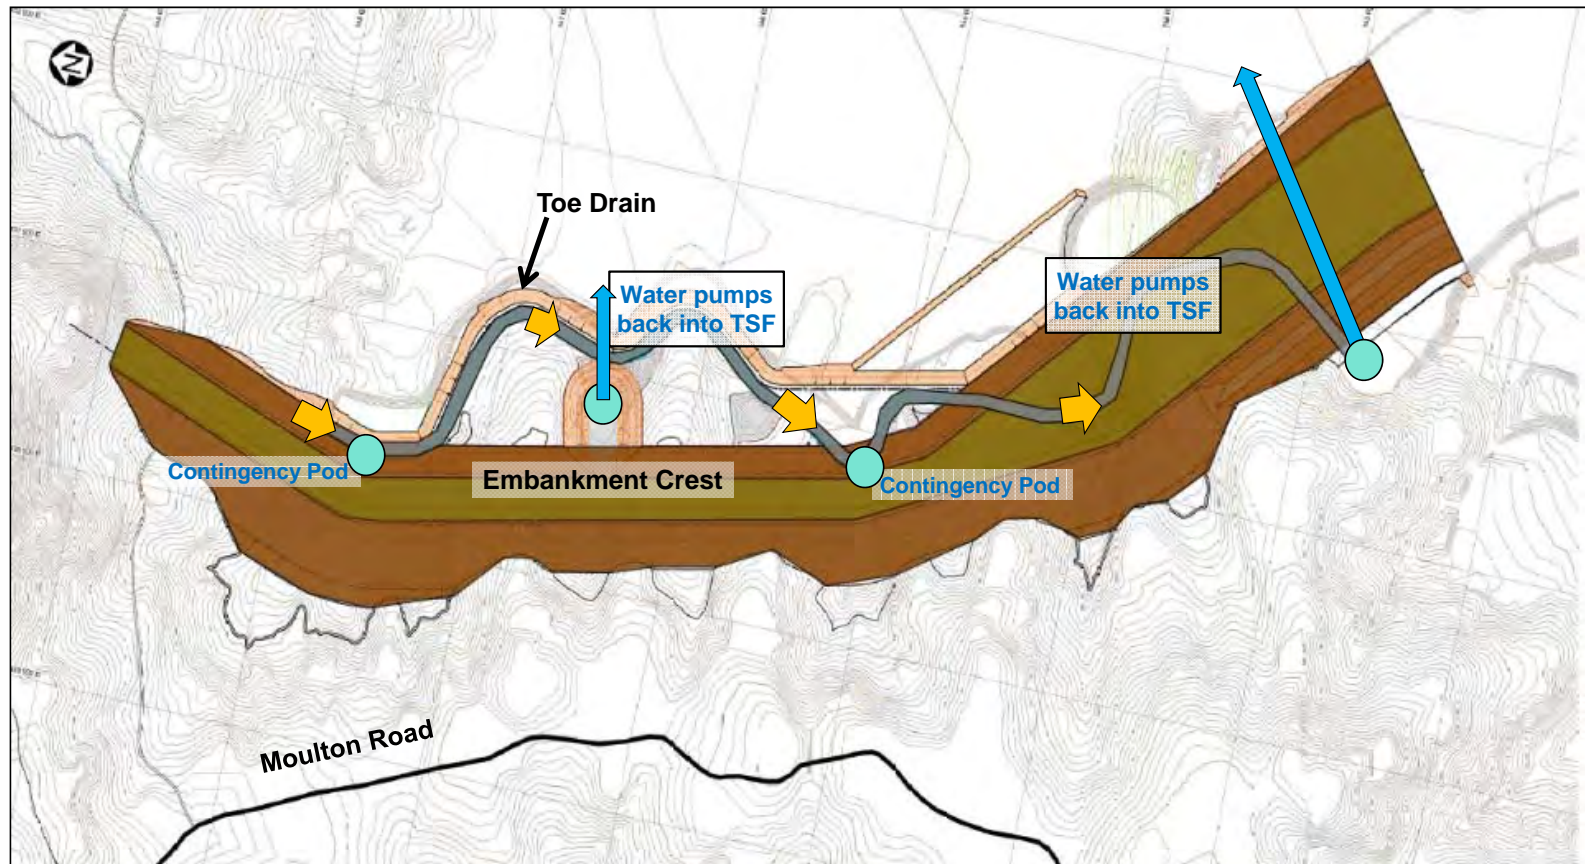 N
Toe Drain
Water pumps
back into TSF
Water pumps
back into TSF
Contingency Pod
Embankment Crest
Contingency Pod
Moulton Road